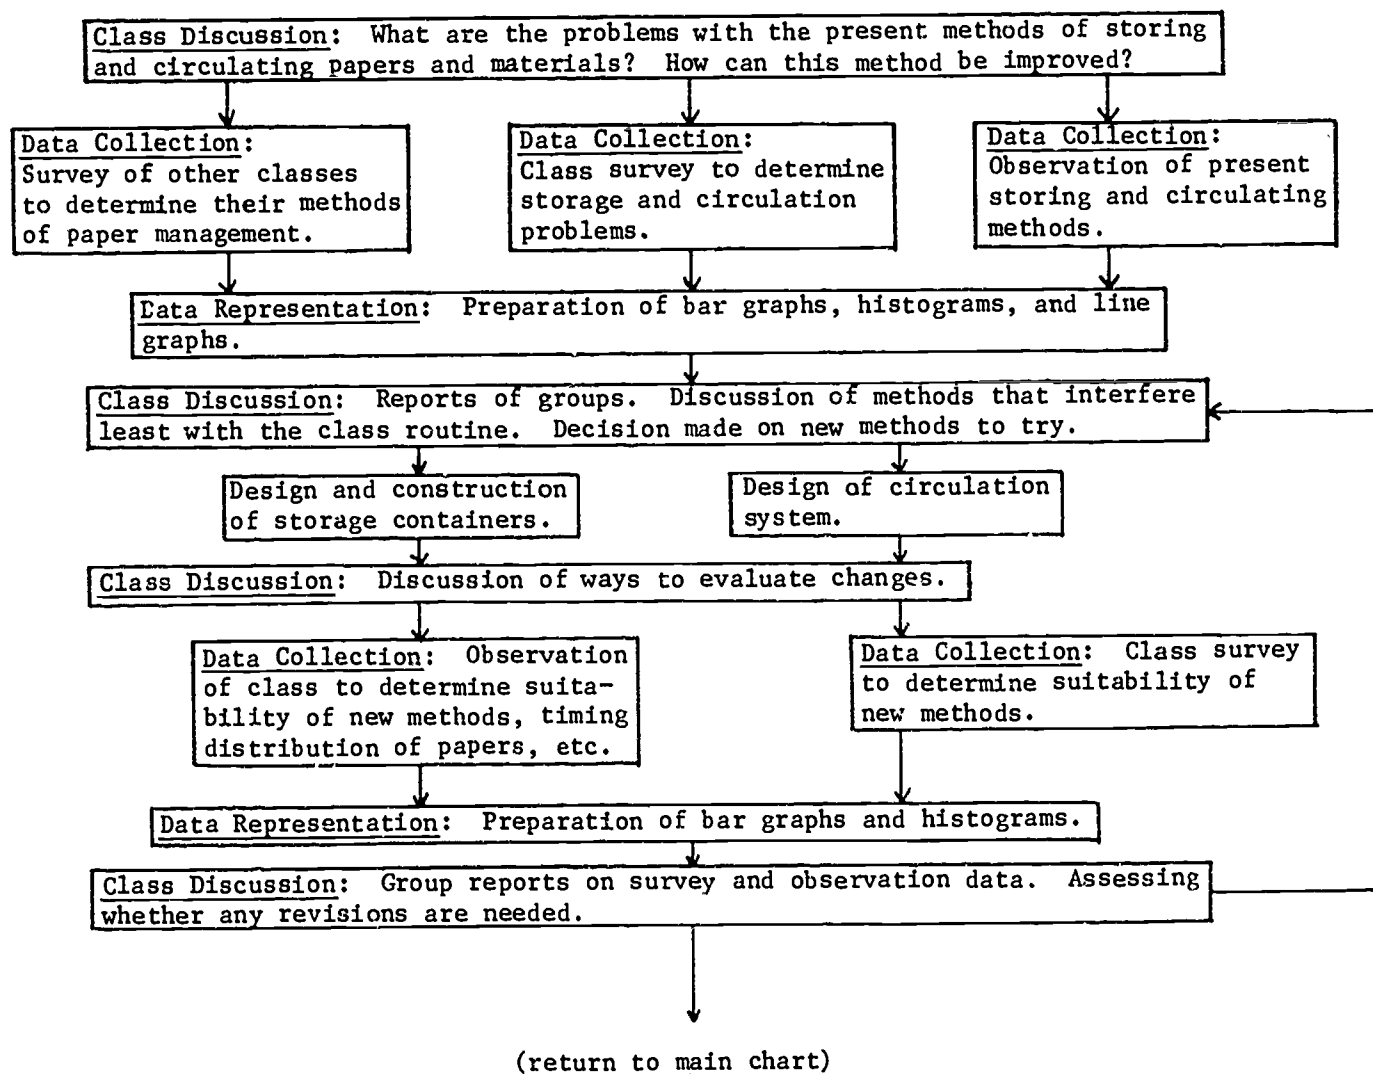 Class Discussion: What are the problems with the present methods of storing
and circulating papers and materials? How can this method be improved?
Data Collection:
Survey of other classes
to determine their methods
of paper management.
Data Collection:
Class survey to determine
storage and circulation
problems.
Data Collection:
Observation of present
storing and circulating
methods.
Data Representation: Preparation of bar graphs, histograms, and line
graphs.
Class Discussion: Reports of groups. Discussion of methods that interfere
least with the class routine. Decision made on new methods to try.
Design and construction
of storage containers.
Design of circulation
system.
Class Discussion: Discussion of ways to evaluate changes.
Data Collection: Observation
of class to determine suita-
bility of new methods, timing
distribution of papers, etc.
Data Collection: Class survey
to determine suitability of
new methods.
Data Representation: Preparation of bar graphs and histograms.
Class Discussion: Group reports on survey and observation data. Assessing
whether any revisions are needed.
(return to main chart)